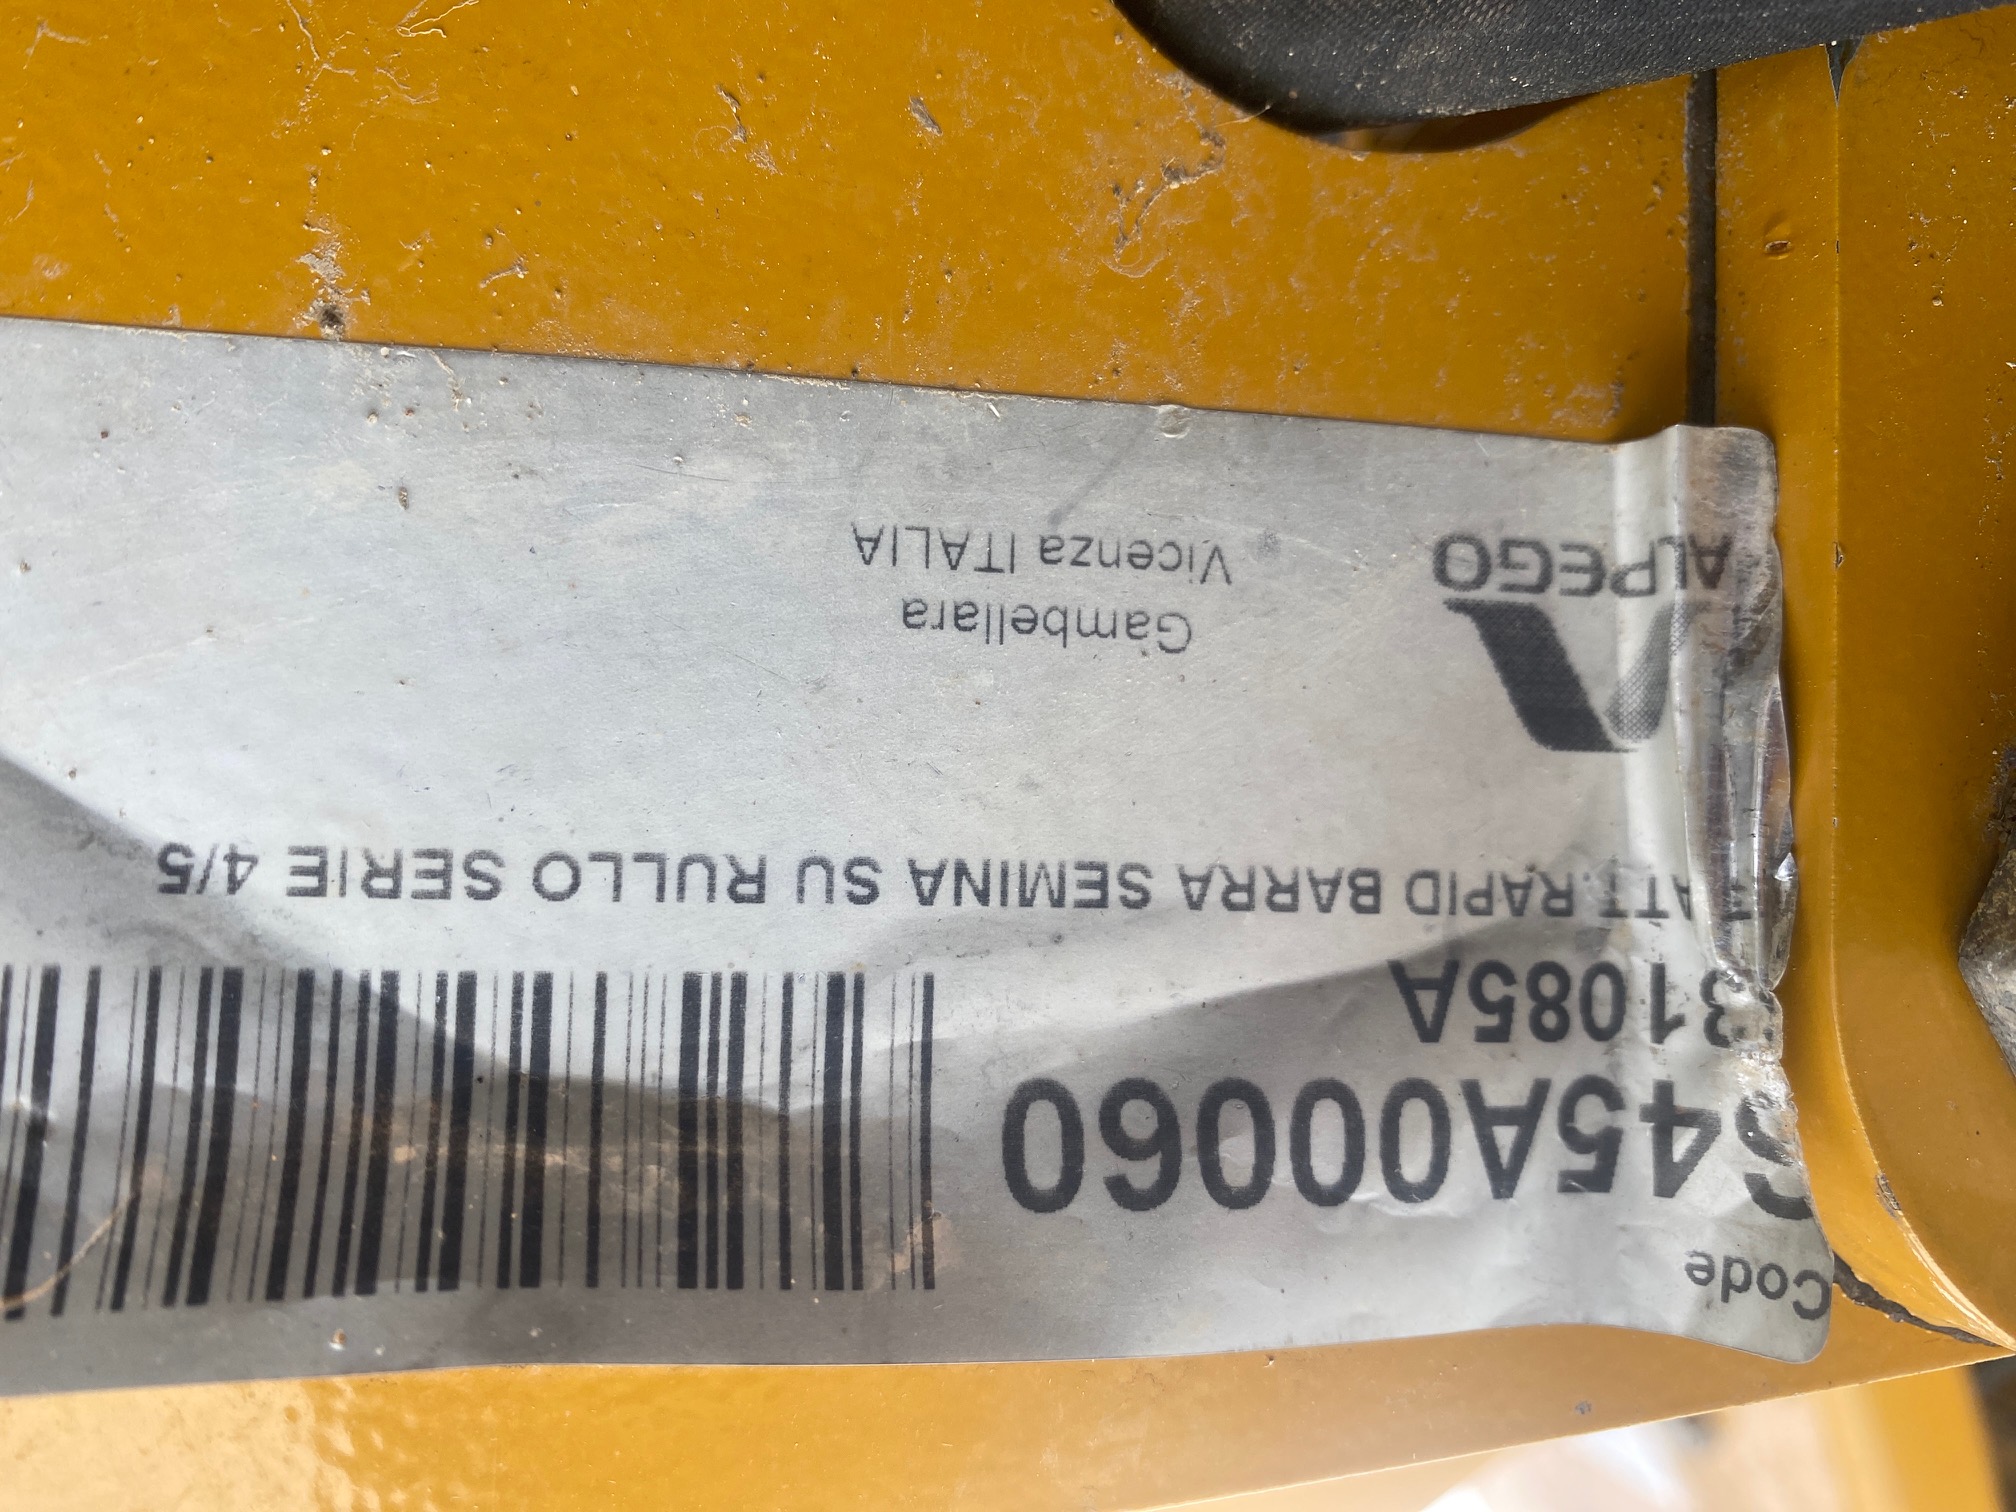 Code
S45A00060
31085A
ATT.RAPID BARRA SEMINA SU RULLO SERIE 4/5
ALPEGO
Gambellara
Vicenza ITALIA